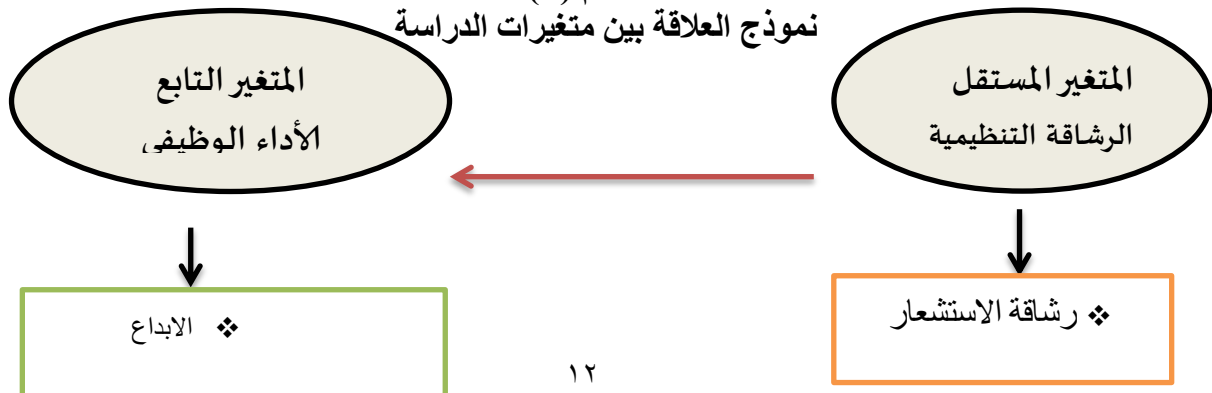 نموذج العلاقة بين متغيرات الدراسة
المتغير المستقل
الرشاقة التنظيمية
المتغير التابع
الأداء الوظيفي
❖ رشاقة الاستشعار
❖ الابداع
١٢